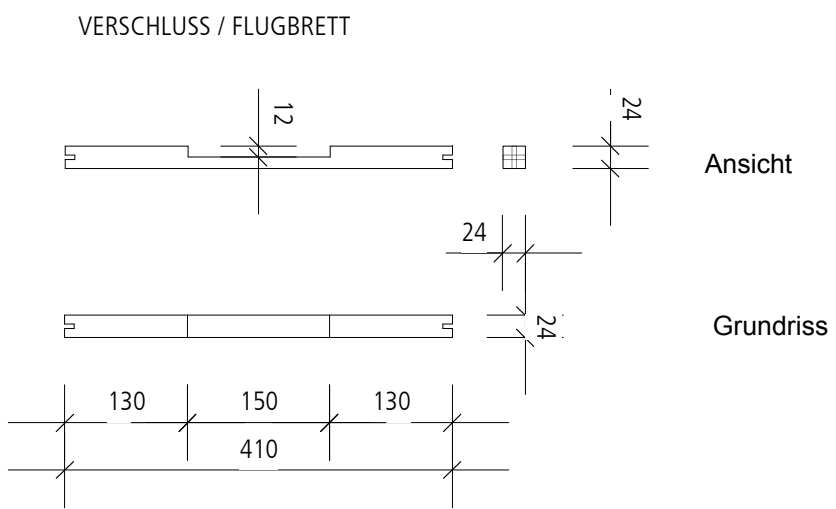 VERSCHLUSS / FLUGBRETT
12
24
Ansicht
24
24
Grundriss
130 150 130
410